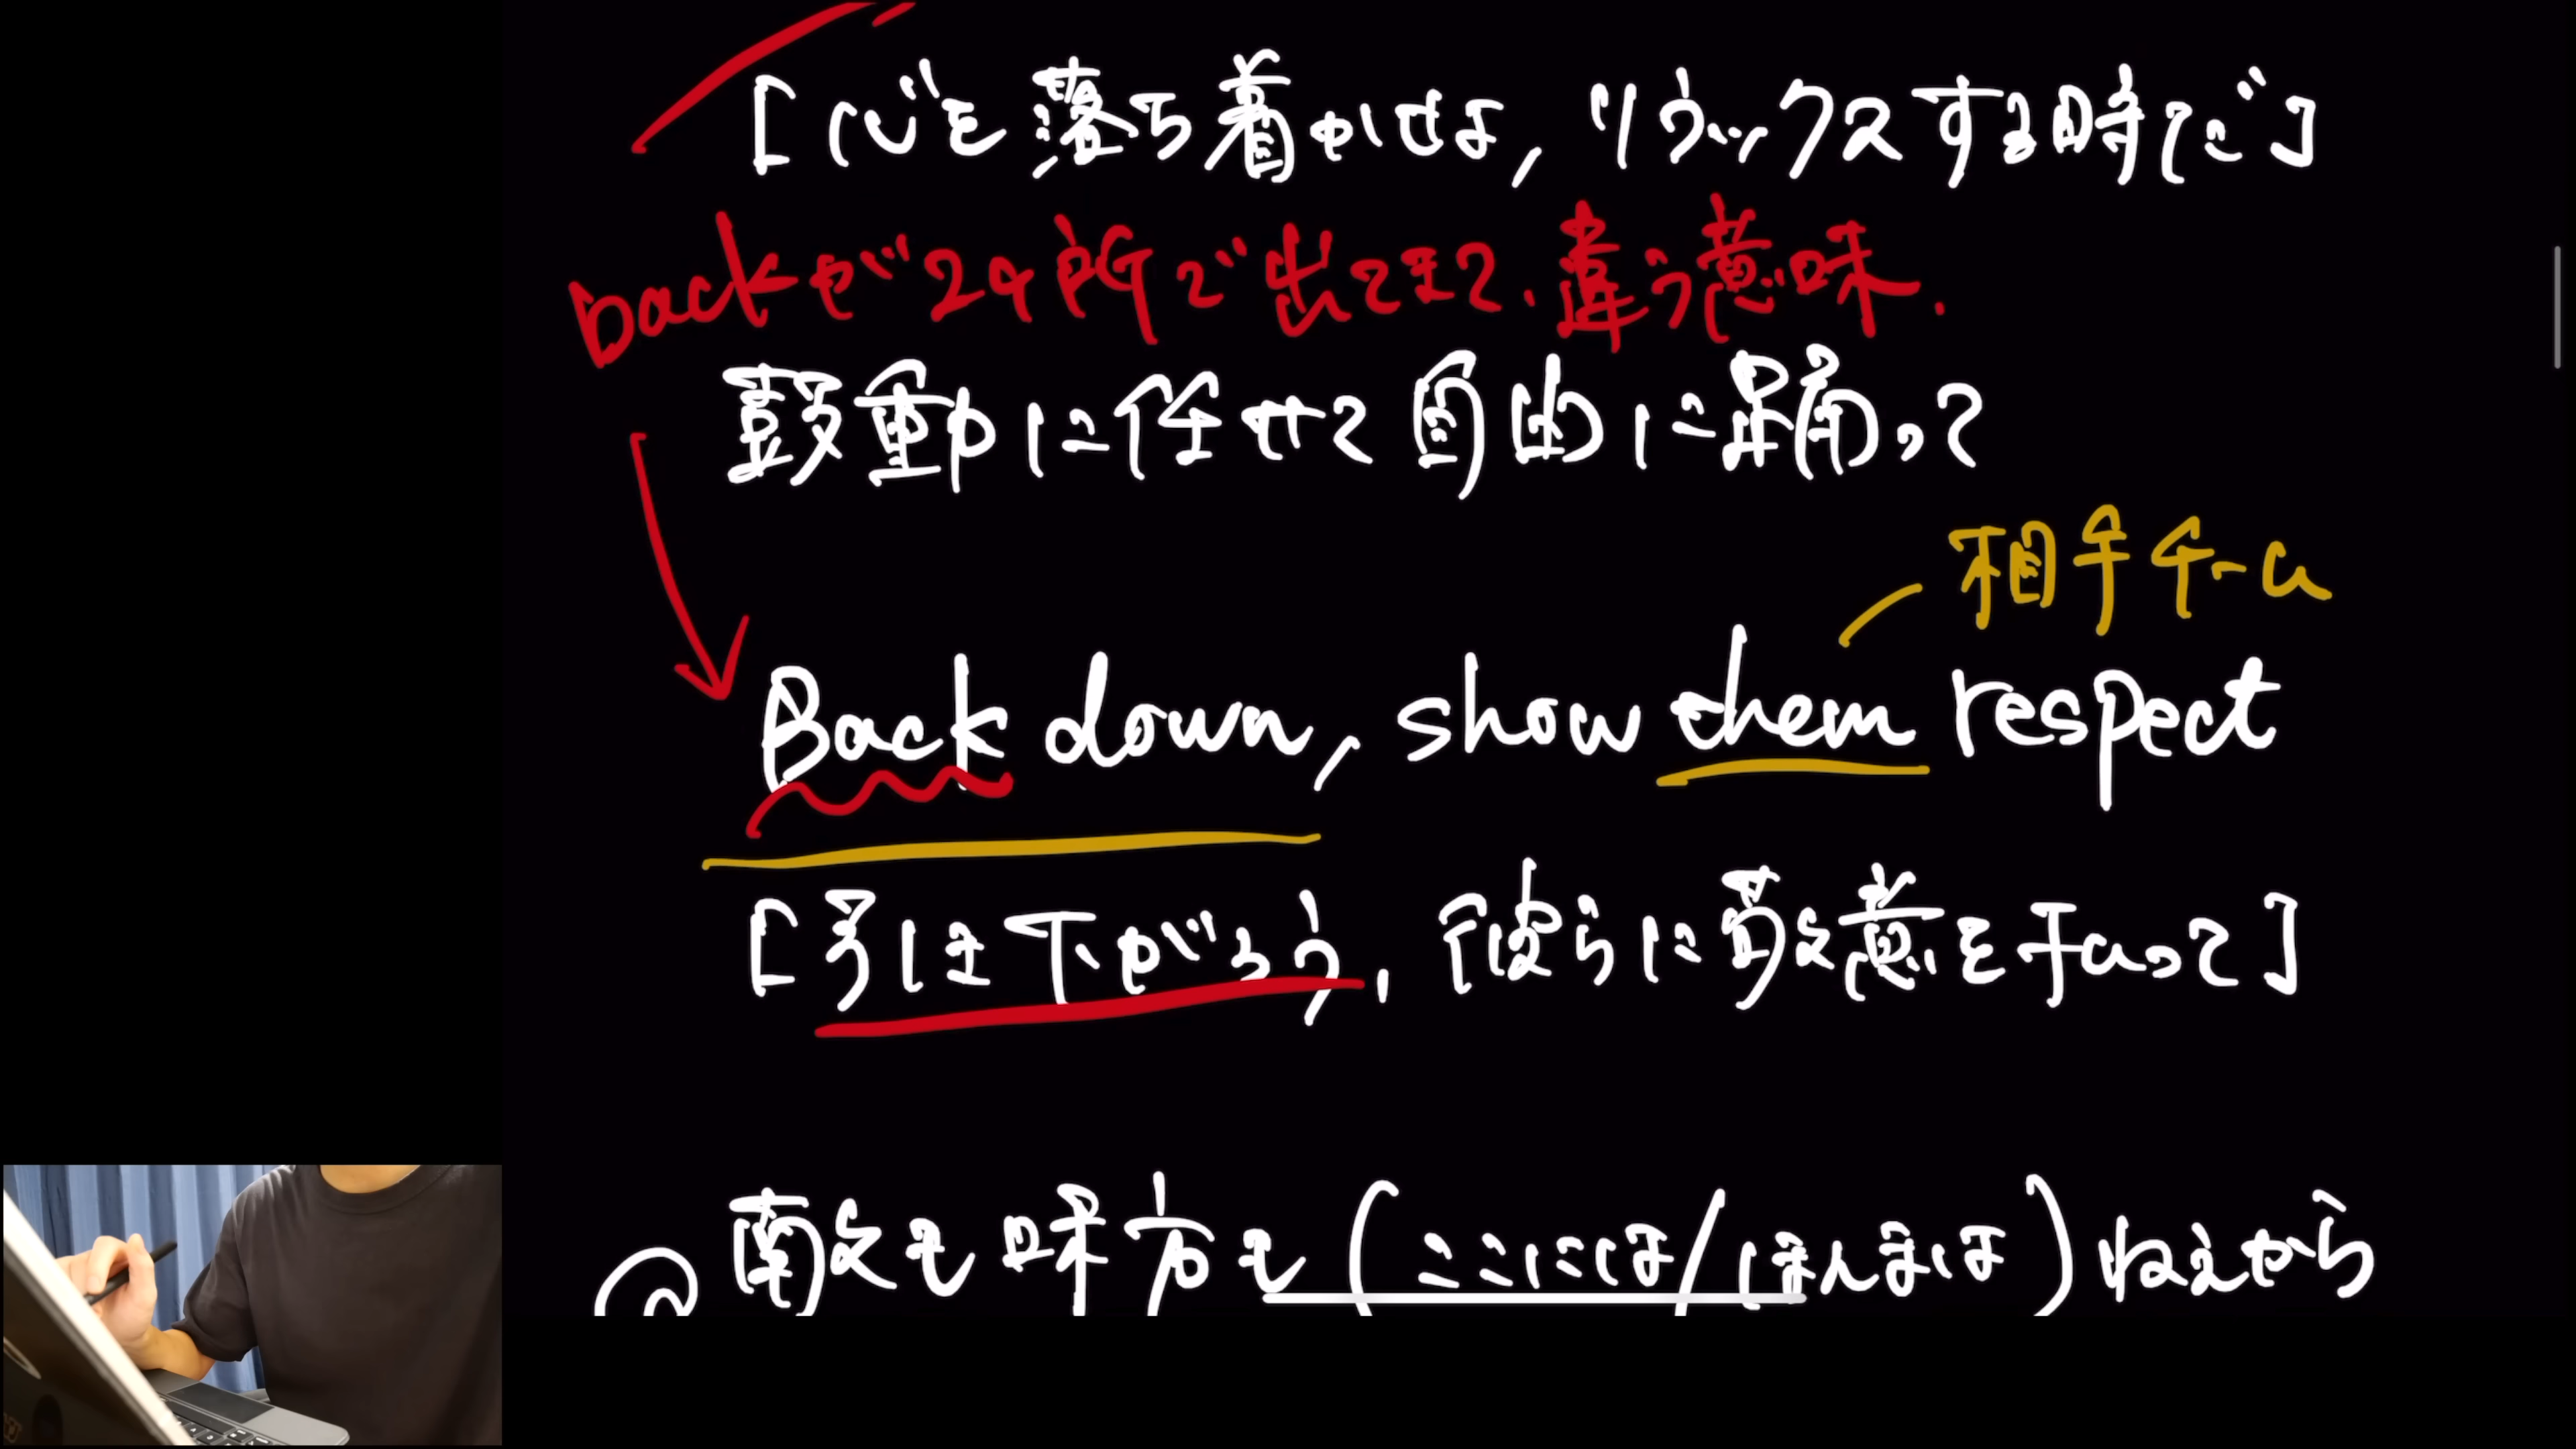 [心を落ち着かせな, リラックスする時だ]
backが2ヶ所で出てきて、違う意味.
鼓動に任せて自由に踊って
相手チーム
Back down, show them respect
[引き下がろう, 彼らに敬意を払って]
敵も味方も(ここには/ほんまは)ねえから